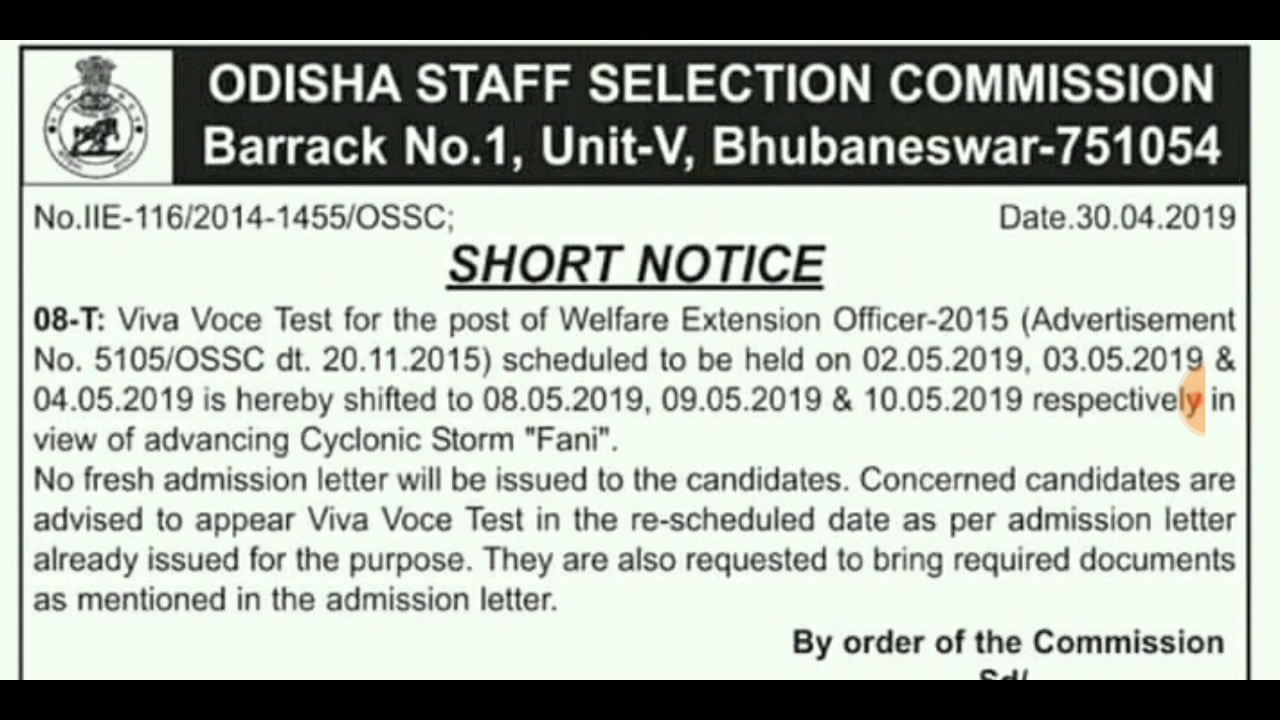 ODISHA STAFF SELECTION COMMISSION
Barrack No.1, Unit-V, Bhubaneswar-751054
No.IIE-116/2014-1455/OSSC; Date.30.04.2019
SHORT NOTICE
08-T: Viva Voce Test for the post of Welfare Extension Officer-2015 (Advertisement
No. 5105/OSSC dt. 20.11.2015) scheduled to be held on 02.05.2019, 03.05.2019 &
04.05.2019 is hereby shifted to 08.05.2019, 09.05.2019 & 10.05.2019 respectively in
view of advancing Cyclonic Storm "Fani".
No fresh admission letter will be issued to the candidates. Concerned candidates are
advised to appear Viva Voce Test in the re-scheduled date as per admission letter
already issued for the purpose. They are also requested to bring required documents
as mentioned in the admission letter.
By order of the Commission
Sd/